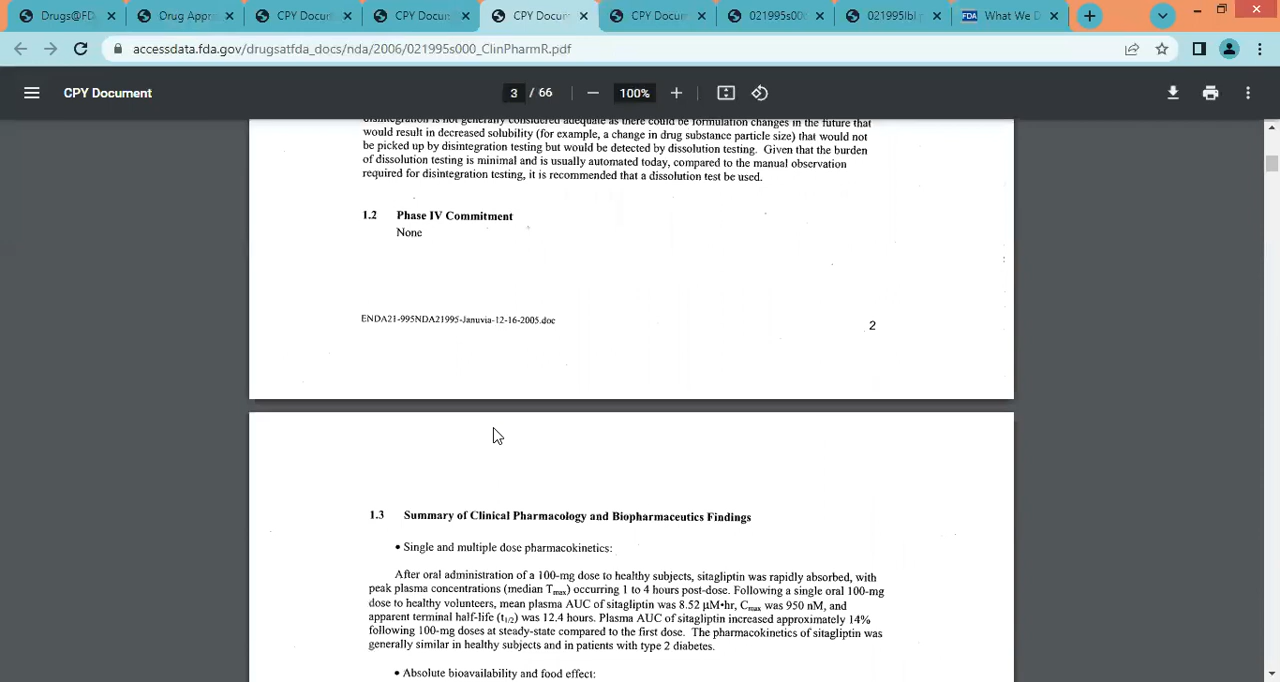 Drugs@FD
Drug Appr
CPY Docum
CPY Docum
CPY Docum
CPY Docum
021995s00
021995lbl.p
FDA What We D
accessdata.fda.gov/drugsatfda_docs/nda/2006/021995s000_ClinPharmR.pdf
CPY Document
3 / 66
100%
disintegration is not generally considered adequate as there could be formulation changes in the future that
would result in decreased solubility (for example, a change in drug substance particle size) that would not
be picked up by disintegration testing but would be detected by dissolution testing. Given that the burden
of dissolution testing is minimal and is usually automated today, compared to the manual observation
required for disintegration testing, it is recommended that a dissolution test be used.
1.2 Phase IV Commitment
None
ENDA21-995NDA21995-Januvia-12-16-2005.doc
2
1.3 Summary of Clinical Pharmacology and Biopharmaceutics Findings
• Single and multiple dose pharmacokinetics:
After oral administration of a 100-mg dose to healthy subjects, sitagliptin was rapidly absorbed, with
peak plasma concentrations (median Tmax) occurring 1 to 4 hours post-dose. Following a single oral 100-mg
dose to healthy volunteers, mean plasma AUC of sitagliptin was 8.52 µM•hr, Cmax was 950 nM, and
apparent terminal half-life (t1/2) was 12.4 hours. Plasma AUC of sitagliptin increased approximately 14%
following 100-mg doses at steady-state compared to the first dose. The pharmacokinetics of sitagliptin was
generally similar in healthy subjects and in patients with type 2 diabetes.
• Absolute bioavailability and food effect: